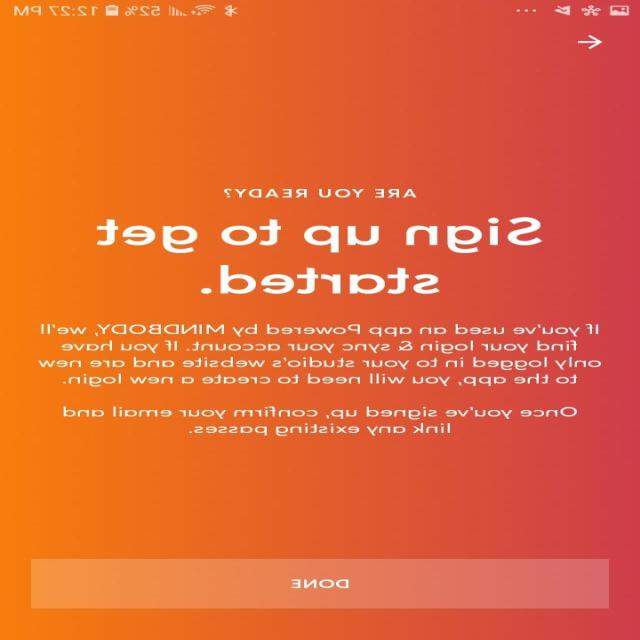 52% 12:27 PM
ARE YOU READY?
Sign up to get
started.
If you've used an app Powered by MINDBODY, we'll
find your login & sync your account. If you have
only logged in to your studio's website and are new
to the app, you will need to create a new login.
Once you've signed up, confirm your email and
link any existing passes.
DONE